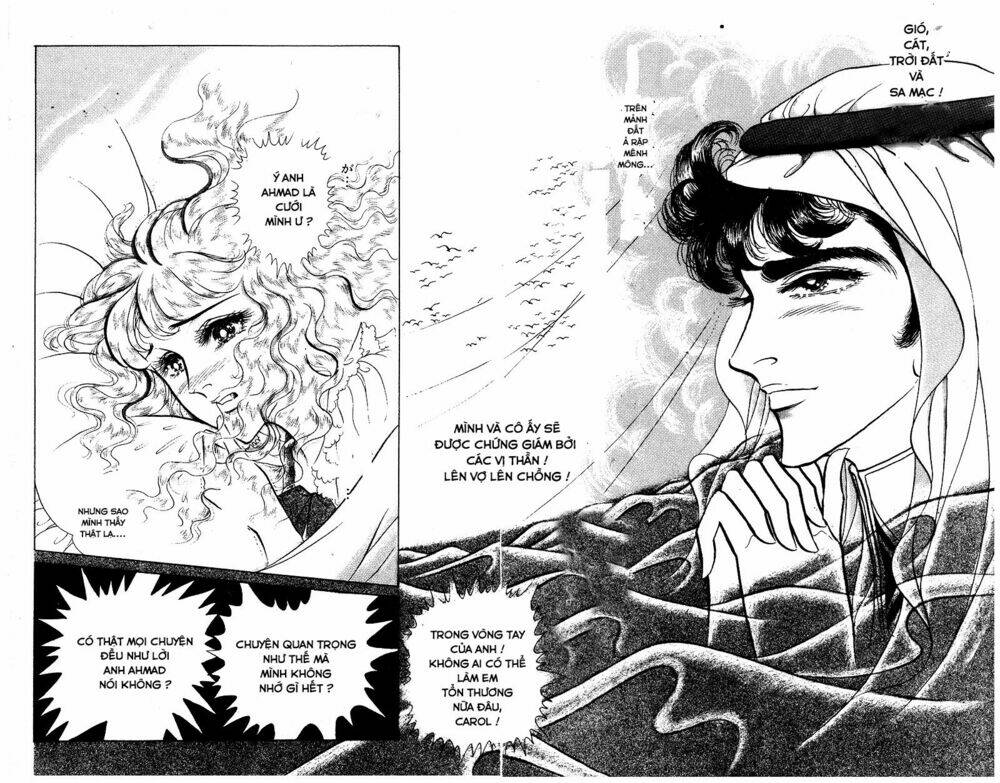 GIÓ,
CÁT,
TRỜI ĐẤT
VÀ
SA MẠC !
TRÊN
MẢNH
ĐẤT
Ả RẬP
MÊNH
MÔNG...
MÌNH VÀ CÔ ẤY SẼ
ĐƯỢC CHỨNG GIÁM BỞI
CÁC VỊ THẦN !
LÊN VỢ LÊN CHỒNG !
TRONG VÒNG TAY
CỦA ANH !
KHÔNG AI CÓ THỂ
LÀM EM
TỔN THƯƠNG
NỮA ĐÂU,
CAROL !
Ý ANH
AHMAD LÀ
CƯỚI
MÌNH Ư ?
が…
NHƯNG SAO
MÌNH THẤY
THẬT LẠ....
CHUYỆN QUAN TRỌNG
NHƯ THẾ MÀ
MÌNH KHÔNG
NHỚ GÌ HẾT ?
CÓ THẬT MỌI CHUYỆN
ĐỀU NHƯ LỜI
ANH AHMAD
NÓI KHÔNG ?